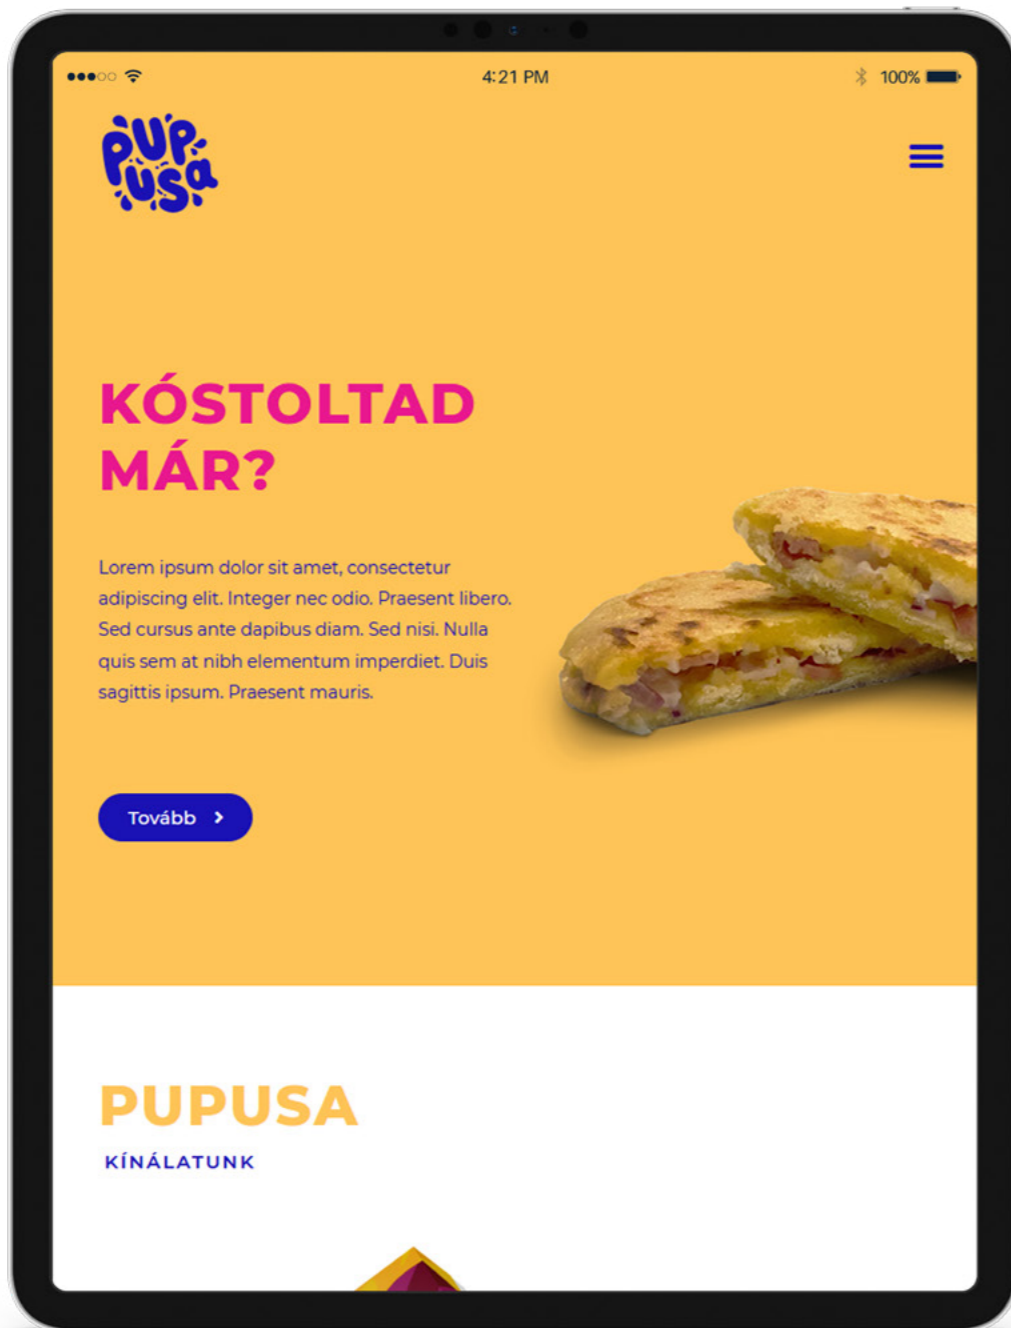 4:21 PM
100%
PUP
USA
KÓSTOLTAD
MÁR?
Lorem ipsum dolor sit amet, consectetur
adipiscing elit. Integer nec odio. Praesent libero.
Sed cursus ante dapibus diam. Sed nisi. Nulla
quis sem at nibh elementum imperdiet. Duis
sagittis ipsum. Praesent mauris.
Tovább
PUPUSA
KÍNÁLATUNK